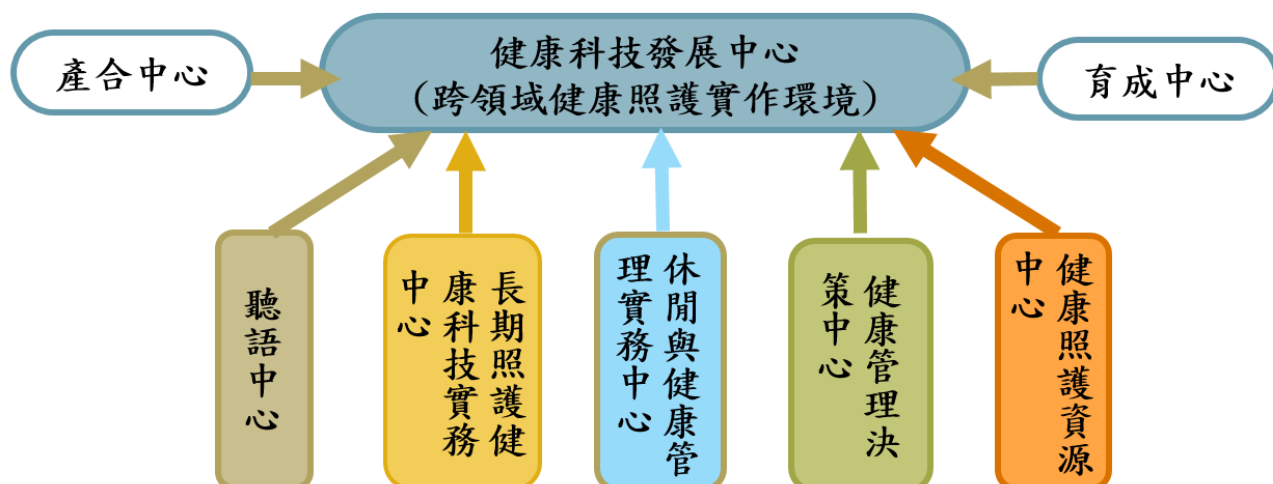 產合中心
健康科技發展中心
（跨領域健康照護實作環境）
育成中心
聽語中心
長期照護健
康科技實務
中心
休閒與健康管
理實務中心
健康管理決
策中心
健康照護資源
中心